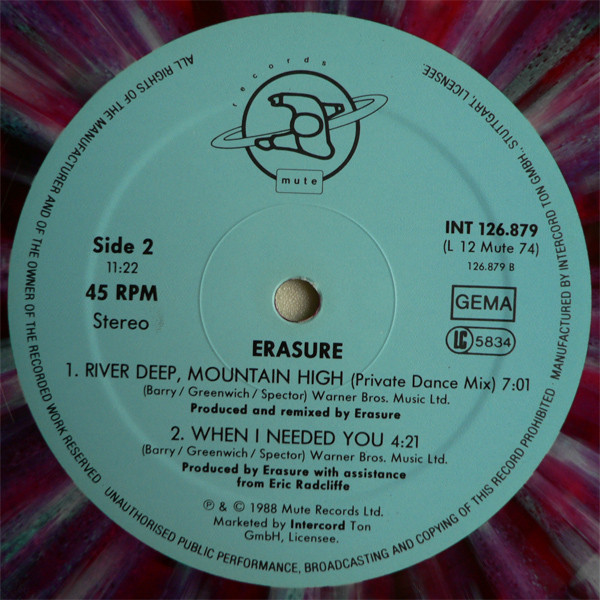 records
mute
Side 2
11:22
45 RPM
Stereo
INT 126.879
(L 12 Mute 74)
126.879 B
GEMA
LC 5834
ERASURE
1. RIVER DEEP, MOUNTAIN HIGH (Private Dance Mix) 7:01
(Barry / Greenwich / Spector) Warner Bros. Music Ltd.
Produced and remixed by Erasure
2. WHEN I NEEDED YOU 4:21
(Barry / Greenwich / Spector) Warner Bros. Music Ltd.
Produced by Erasure with assistance
from Eric Radcliffe
℗ & © 1988 Mute Records Ltd.
Marketed by Intercord Ton
GmbH, Licensee.
ALL RIGHTS OF THE MANUFACTURER AND OF THE OWNER OF THE RECORDED WORK RESERVED UNAUTHORISED PUBLIC PERFORMANCE, BROADCASTING AND COPYING OF THIS RECORD PROHIBITED · MANUFACTURED BY INTERCORD TON GMBH., STUTTGART, LICENSEE.